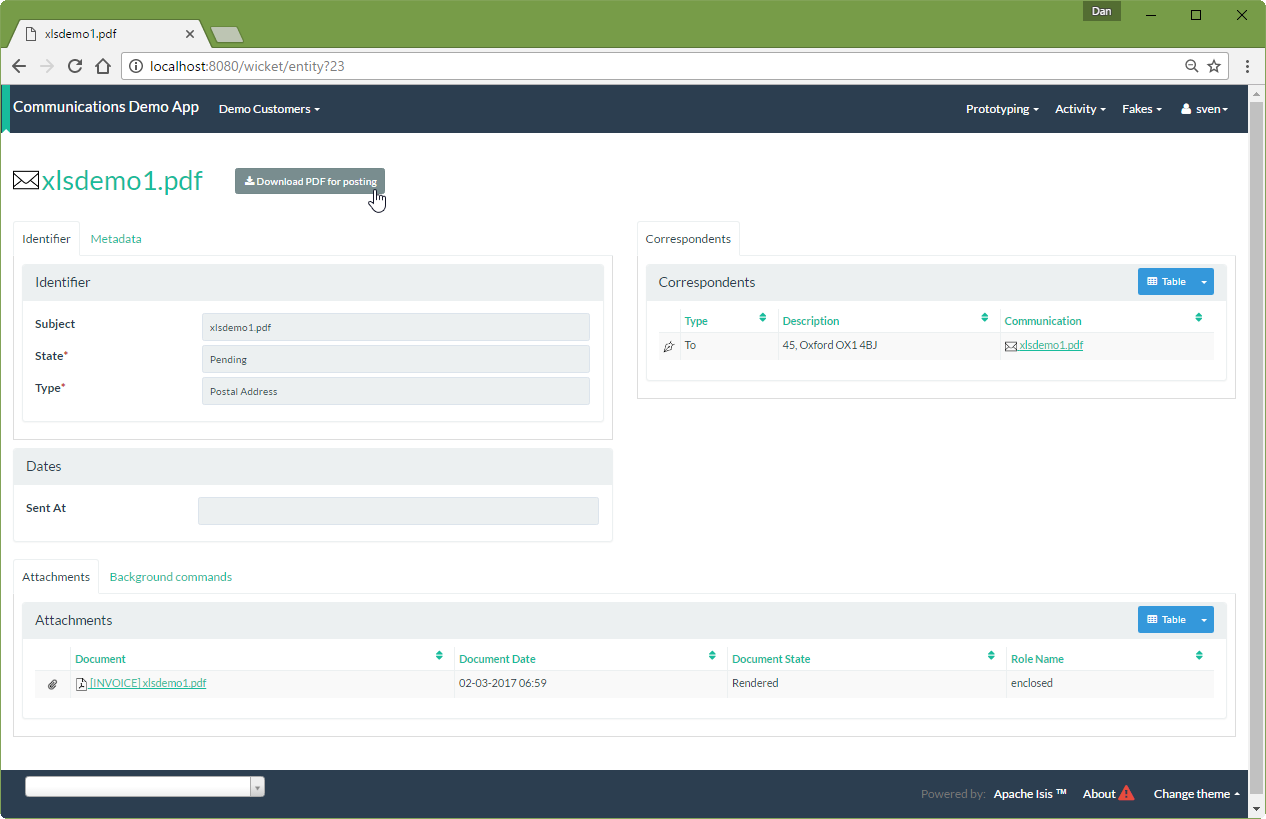 Dan
xlsdemo1.pdf
localhost:8080/wicket/entity?23
Communications Demo App Demo Customers Prototyping Activity Fakes sven
xlsdemo1.pdf Download PDF for posting
Identifier Metadata
Identifier
Subject xlsdemo1.pdf
State* Pending
Type* Postal Address
Correspondents
Correspondents Table
Type Description Communication
To 45, Oxford OX1 4BJ xlsdemo1.pdf
Dates
Sent At
Attachments Background commands
Attachments Table
Document Document Date Document State Role Name
[INVOICE] xlsdemo1.pdf 02-03-2017 06:59 Rendered enclosed
Powered by: Apache Isis ™ About Change theme